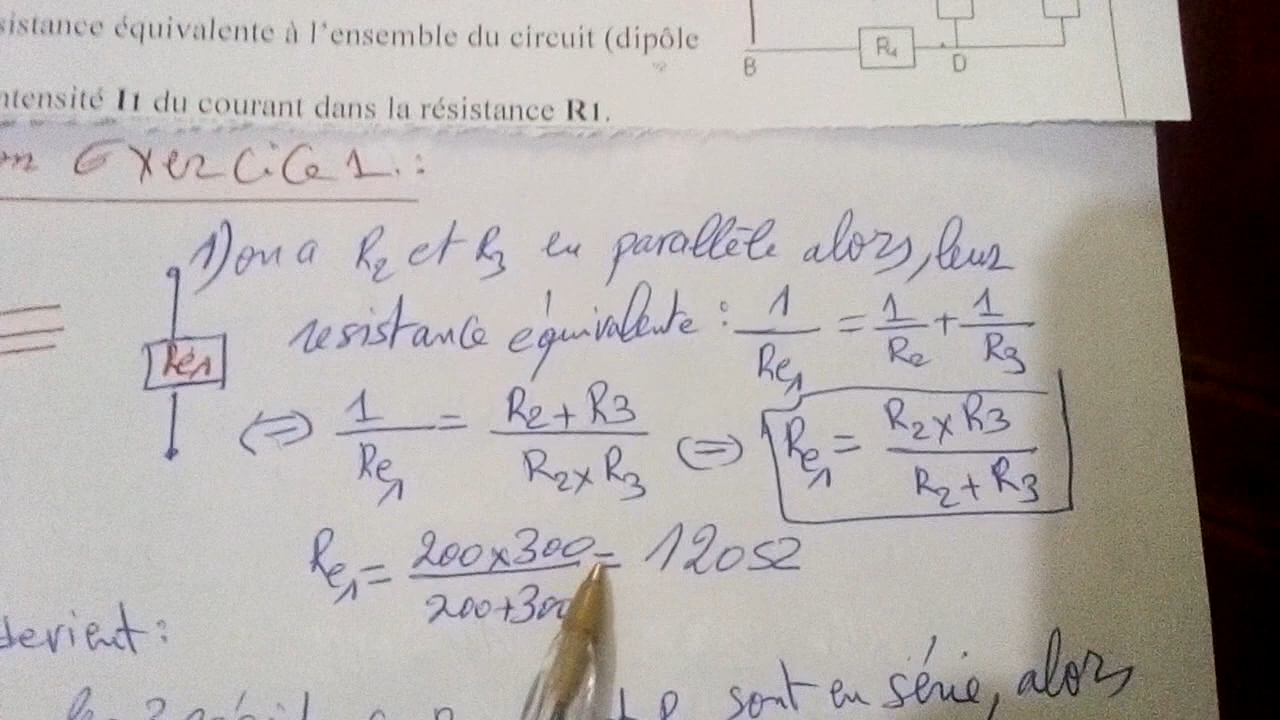 sistance équivalente à l'ensemble du circuit (dipôle
R4
B
D
ntensité I1 du courant dans la résistance R1.
on Exercice 1.:
1) on a R2 et R3 en parallèle alors, leur
résistance équivalente : 1/Re1 = 1/R2 + 1/R3
Re1
<=> 1/Re1 = (R2 + R3)/(R2 x R3) <=> Re1 = (R2 x R3)/(R2 + R3)
Re1 = (200 x 300)/(200 + 300) = 120Ω
devient:
sont en série, alors